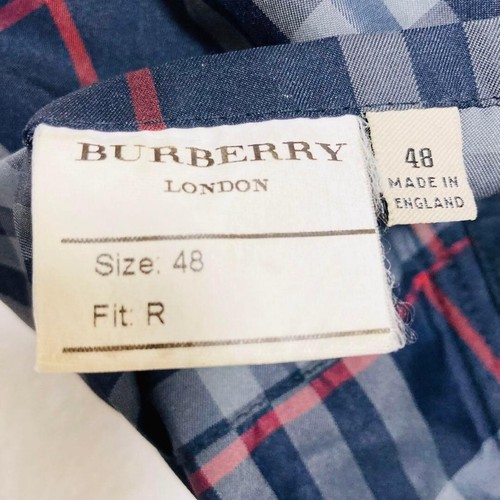 BURBERRY
LONDON
Size: 48
Fit: R
48
MADE IN
ENGLAND